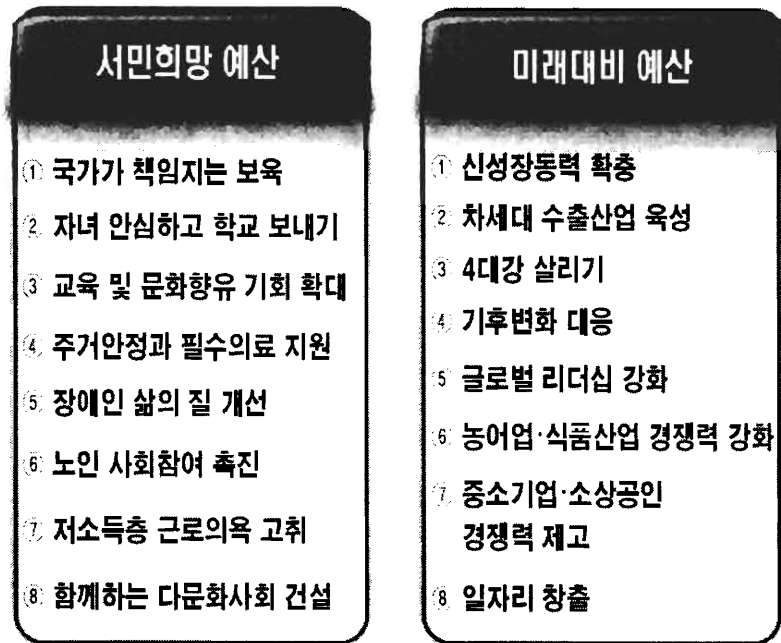 서민희망 예산
① 국가가 책임지는 보육
② 자녀 안심하고 학교 보내기
③ 교육 및 문화향유 기회 확대
④ 주거안정과 필수의료 지원
⑤ 장애인 삶의 질 개선
⑥ 노인 사회참여 촉진
⑦ 저소득층 근로의욕 고취
⑧ 함께하는 다문화사회 건설
미래대비 예산
① 신성장동력 확충
② 차세대 수출산업 육성
③ 4대강 살리기
④ 기후변화 대응
⑤ 글로벌 리더십 강화
⑥ 농어업·식품산업 경쟁력 강화
⑦ 중소기업·소상공인
경쟁력 제고
⑧ 일자리 창출